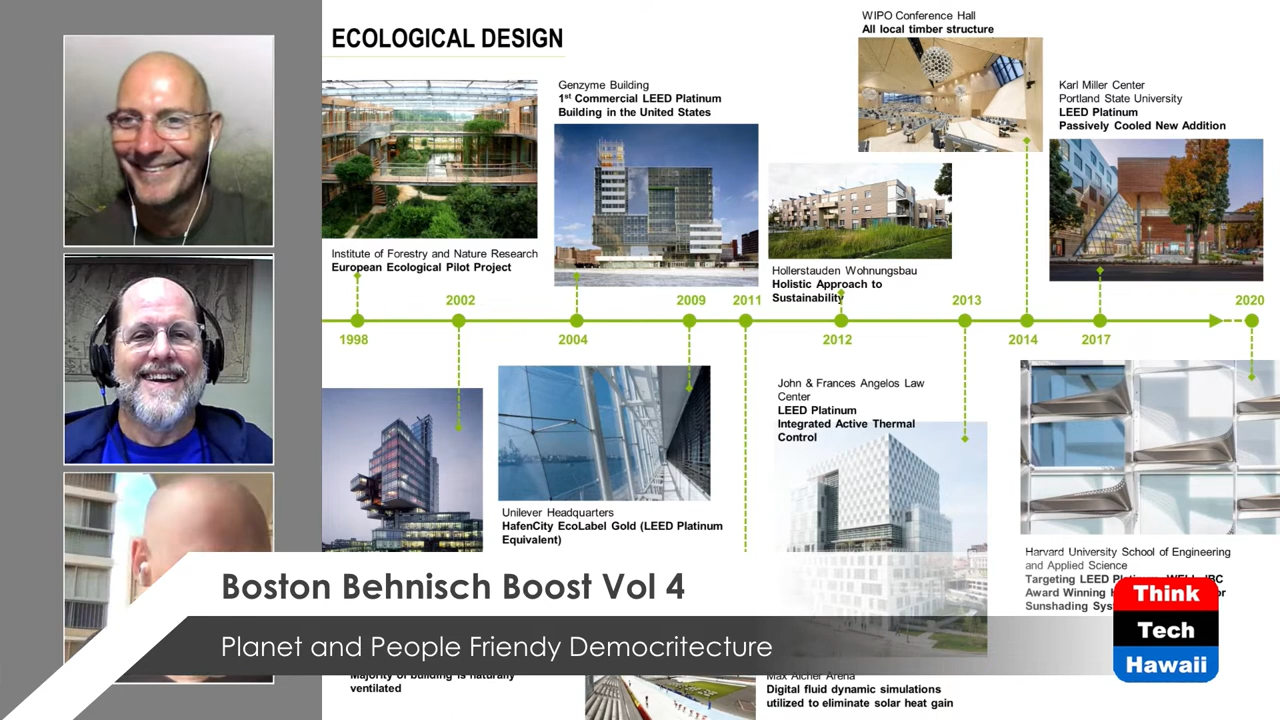 ECOLOGICAL DESIGN
WIPO Conference Hall
All local timber structure
Genzyme Building
1st Commercial LEED Platinum
Building in the United States
Karl Miller Center
Portland State University
LEED Platinum
Passively Cooled New Addition
Institute of Forestry and Nature Research
European Ecological Pilot Project
Hollerstauden Wohnungsbau
Holistic Approach to
Sustainability
2002
2009
2011
2013
2020
1998
2004
2012
2014
2017
John & Frances Angelos Law
Center
LEED Platinum
Integrated Active Thermal
Control
Unilever Headquarters
HafenCity EcoLabel Gold (LEED Platinum
Equivalent)
Harvard University School of Engineering
and Applied Science
Targeting LEED
Award Winning
Sunshading
Boston Behnisch Boost Vol 4
Planet and People Friendy Democritecture
Think
Tech
Hawaii
Majority of building is naturally
ventilated
Max Aicher Arena
Digital fluid dynamic simulations
utilized to eliminate solar heat gain